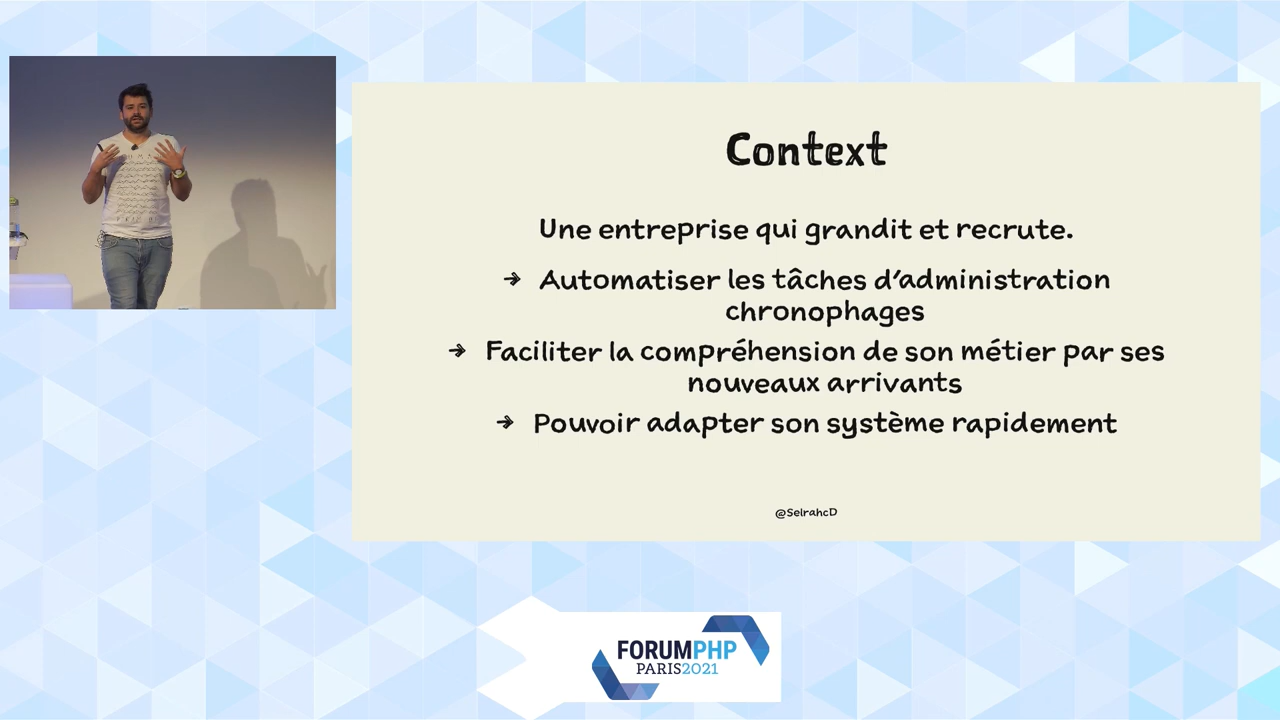 Context
Une entreprise qui grandit et recrute.
→ Automatiser les tâches d'administration
chronophages
→ Faciliter la compréhension de son métier par ses
nouveaux arrivants
→ Pouvoir adapter son système rapidement
@SelrahcD
FORUMPHP
PARIS2021